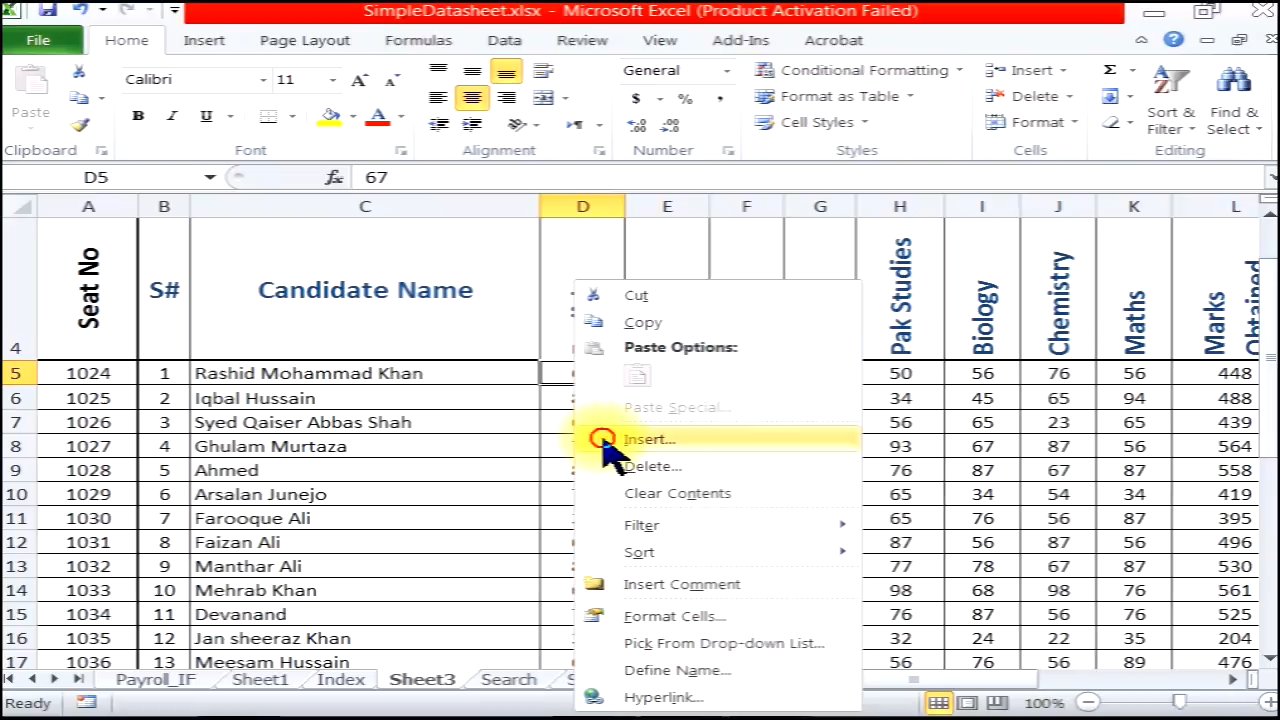 SimpleDatasheet.xlsx - Microsoft Excel (Product Activation Failed)
File Home Insert Page Layout Formulas Data Review View Add-Ins Acrobat
Paste
Clipboard
Calibri 11
B I U A
Font
Alignment
General
$ % ,
Number
Conditional Formatting
Format as Table
Cell Styles
Styles
Insert
Delete
Format
Cells
Σ
Sort & Filter
Find & Select
Editing
D5 fx 67
A B C D E F G H I J K L
4 Seat No S# Candidate Name Pak Studies Biology Chemistry Maths Marks Obtained
5 1024 1 Rashid Mohammad Khan 50 56 76 56 448
6 1025 2 Iqbal Hussain 34 45 65 94 488
7 1026 3 Syed Qaiser Abbas Shah 56 65 23 65 439
8 1027 4 Ghulam Murtaza 93 67 87 87 564
9 1028 5 Ahmed 76 87 67 87 558
10 1029 6 Arsalan Junejo 65 34 54 34 419
11 1030 7 Farooque Ali 65 76 56 87 395
12 1031 8 Faizan Ali 87 56 87 56 496
13 1032 9 Manthar Ali 77 78 67 87 530
14 1033 10 Mehrab Khan 98 68 98 76 561
15 1034 11 Devanand 76 87 56 76 525
16 1035 12 Jan sheeraz Khan 32 24 22 35 204
17 1036 13 Meesam Hussain 56 76 56 89 476
Cut
Copy
Paste Options:
Paste Special...
Insert...
Delete...
Clear Contents
Filter
Sort
Insert Comment
Format Cells...
Pick From Drop-down List...
Define Name...
Hyperlink...
Payroll_IF Sheet1 Index Sheet3 Search
Ready 100%